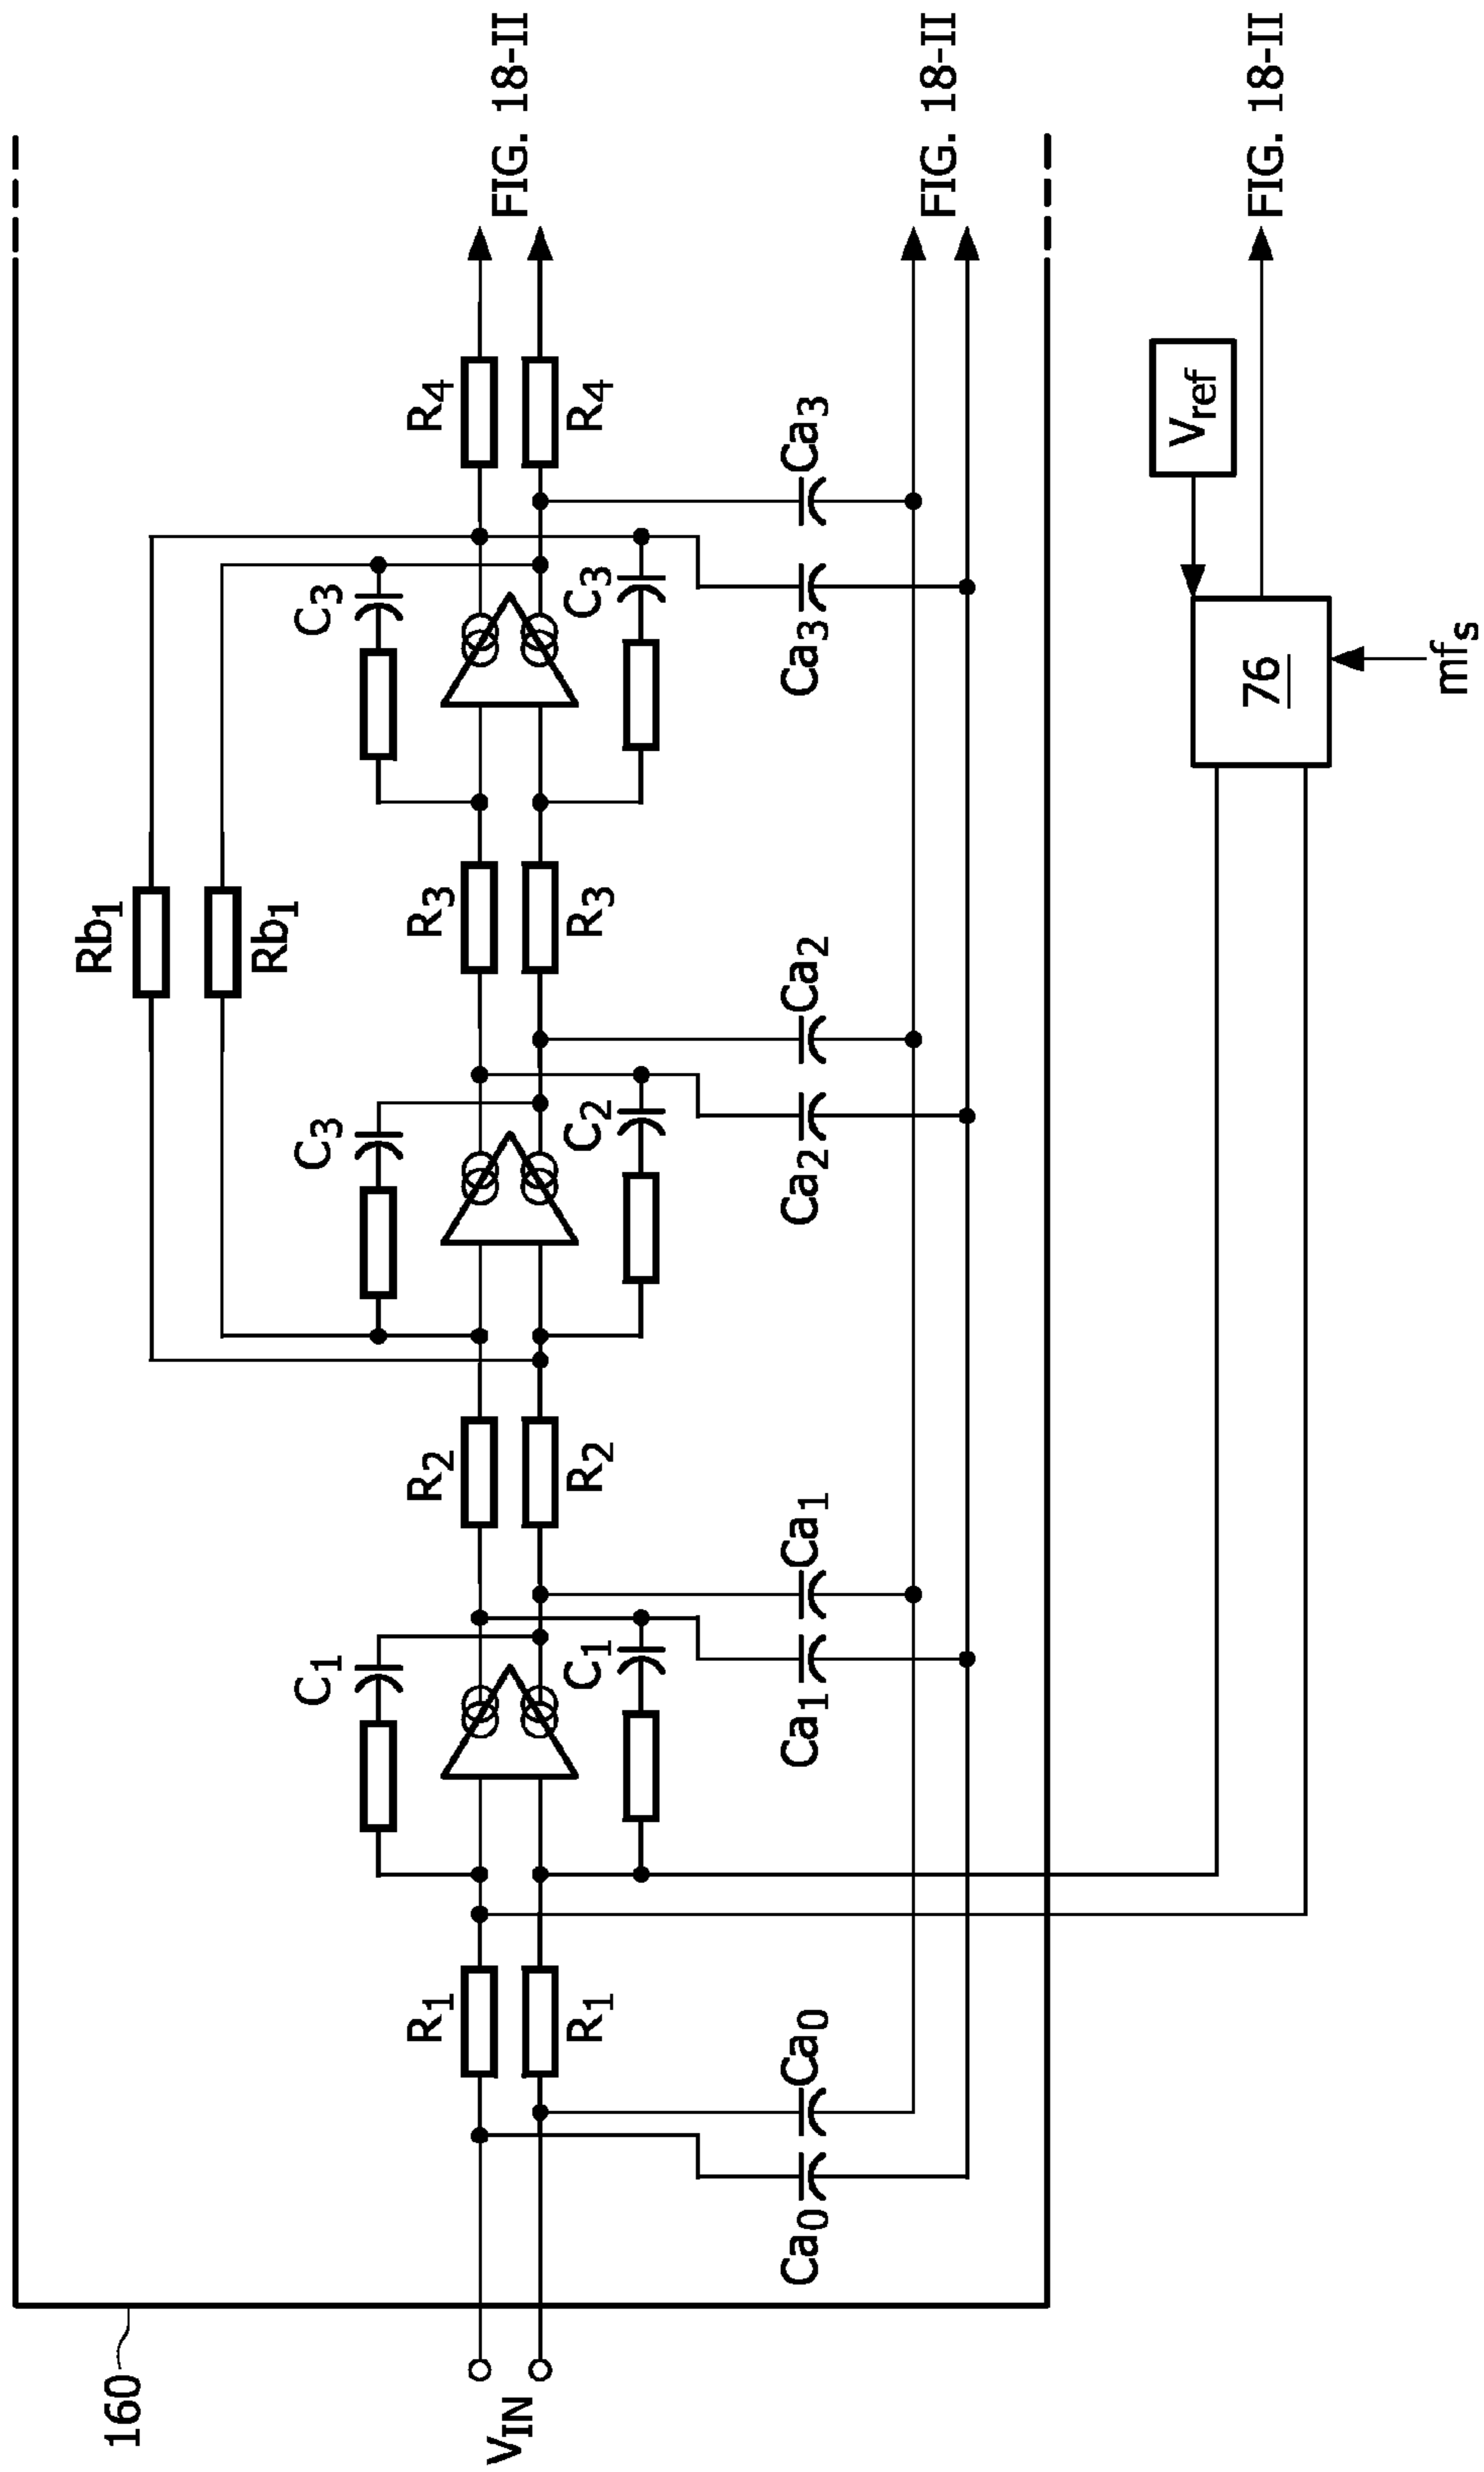 160
Rb1
Rb1
C1
C3
C3
R1
R2
R3
R4
FIG. 18-II
VIN
R1
R2
R3
R4
C1
C2
C3
Ca0
Ca0
Ca1
Ca1
Ca2
Ca2
Ca3
Ca3
FIG. 18-II
Vref
76
FIG. 18-II
mfs